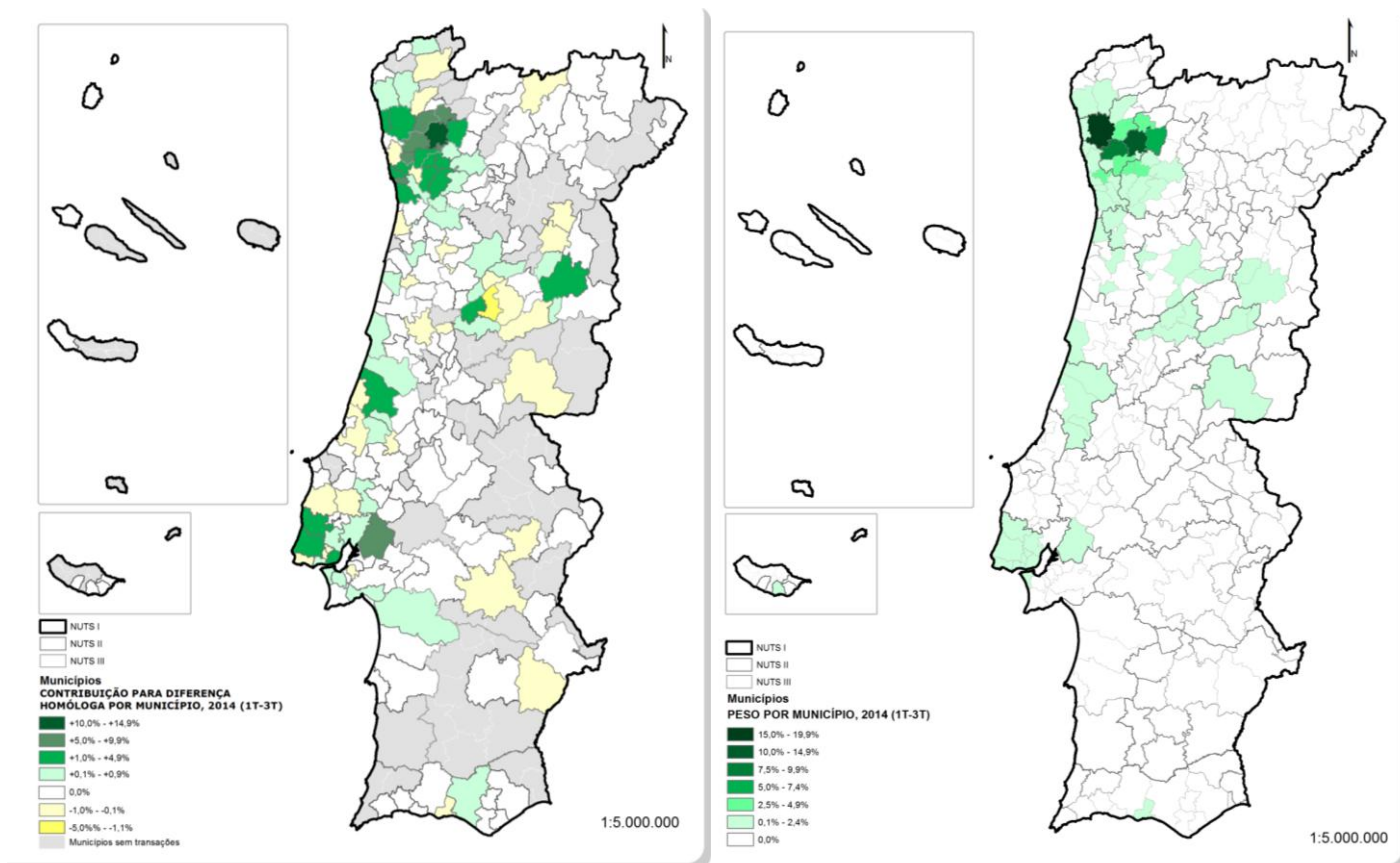 N
NUTS I
NUTS II
NUTS III
Municípios
CONTRIBUIÇÃO PARA DIFERENÇA
HOMÓLOGA POR MUNICÍPIO, 2014 (1T-3T)
+10,0% - +14,9%
+5,0% - +9,9%
+1,0% - +4,9%
+0,1% - +0,9%
0,0%
-1,0% - -0,1%
-5,0%% - -1,1%
Municípios sem transações
1:5.000.000
N
NUTS I
NUTS II
NUTS III
Municípios
PESO POR MUNICÍPIO, 2014 (1T-3T)
15,0% - 19,9%
10,0% - 14,9%
7,5% - 9,9%
5,0% - 7,4%
2,5% - 4,9%
0,1% - 2,4%
0,0%
1:5.000.000